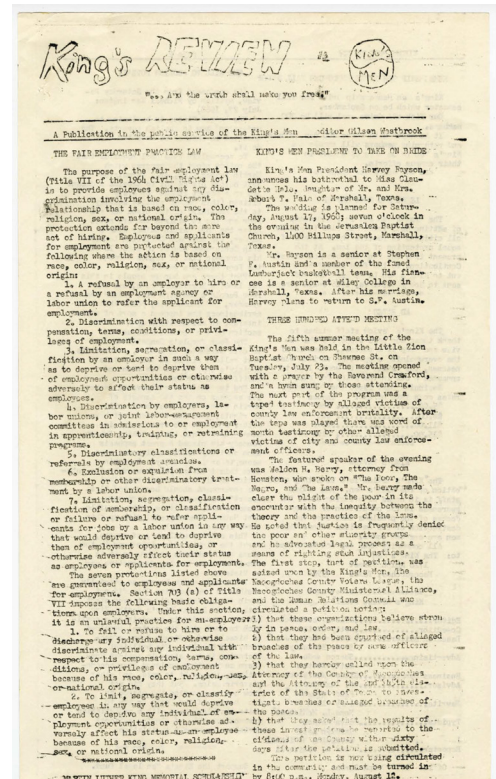 King's REVIEW
#3
KING'S
MEN
"... And the truth shall make you free."
A Publication in the public service of the King's Men editor Oilsen Westbrook
THE FAIR EMPLOYMENT PRACTICE LAW
The purpose of the fair employment law
(Title VII of the 1964 Civil Rights Act)
is to provide employees against any dis-
crimination involving the employment
relationship that is based on race, color,
religion, sex, or national origin. The
protection extends far beyond the mere
act of hiring. Employees and applicants
for employment are protected against the
following where the action is based on
race, color, religion, sex, or national
origin:
1. A refusal by an employer to hire or
a refusal by an employment agency or
labor union to refer the applicant for
employment.
2. Discrimination with respect to com-
pensation, terms, conditions, or privi-
leges of employment.
3. Limitation, segregation, or classi-
fication by an employer in such a way
as to deprive or tend to deprive them
of employment opportunities or otherwise
adversely to affect their status as
employees.
4. Discrimination by employers, la-
bor unions, or joint labor-management
committees in admissions to or employment
in apprenticeship, training, or retraining
programs.
5. Discriminatory classifications or
referrals by employment agencies.
6. Exclusion or expulsion from
membership or other discriminatory treat-
ment by a labor union.
7. Limitation, segregation, classi-
fication of membership, or classification
or failure or refusal to refer appli-
cants for jobs by a labor union in any way
that would deprive or tend to deprive
them of employment opportunities, or
otherwise adversely effect their status
as employees or applicants for employment.
The seven protections listed above
are guaranteed to employees and applicants
for employment. Section 703 (a) of Title
VII imposes the following basic obliga-
tions upon employers. Under this section,
it is an unlawful practice for an employer:
1. To fail or refuse to hire or to
discharge any individual or otherwise
discriminate against any individual with
respect to his compensation, terms, con-
ditions, or privileges of employment
because of his race, color, religion, sex,
or national origin.
2. To limit, segregate, or classify
employees in any way that would deprive
or tend to deprive any individual of em-
ployment opportunities or otherwise ad-
versely affect his status as an employee
because of his race, color, religion,
sex, or national origin.
MARTIN LUTHER KING MEMORIAL SCHOLARSHIP
KING'S MEN PRESIDENT TO TAKE ON BRIDE
King's Men President Harvey Rayson,
announces his bethrothal to Miss Clau-
dette Hale, daughter of Mr. and Mrs.
Robert T. Hale of Marshall, Texas.
The wedding is planned for Satur-
day, August 17, 1968; seven o'clock in
the evening in the Jerusalem Baptist
Church, 1400 Billups Street, Marshall,
Texas.
Mr. Rayson is a senior at Stephen
F. Austin and a member of the famed
Lumberjack basketball team. His fian-
cee is a senior at Wiley College in
Marshall, Texas. After his marriage,
Harvey plans to return to S.F. Austin.
THREE HUNDRED ATTEND MEETING
The fifth summer meeting of the
King's Men was held in the Little Zion
Baptist Church on Shawnee St. on
Tuesday, July 23. The meeting opened
with a prayer by the Reverend Crawford,
and a hymn sung by those attending.
The next part of the program was a
taped testimony by alleged victims of
county law enforcement brutality. After
the tape was played there was word of
mouth testimony by other alleged
victims of city and county law enforce-
ment officers.
The featured speaker of the evening
was Weldon H. Berry, attorney from
Houston, who spoke on "The Poor, The
Negro, and The Laws." Mr. Berry made
clear the plight of the poor in its
encounter with the inequity between the
theory and the practice of the laws.
He noted that justice is frequently denied
the poor and other minority groups
and he advocated legal process as a
means of righting such injustices.
The first step, that of petition, was
seized upon by the King's Men, The
Nacogdoches County Voters League, the
Nacogdoches County Ministerial Alliance,
and the Human Relations Council who
circulated a petition noting:
1) that these organizations believe stron
ly in peace, order, and law.
2) that they had been apprised of alleged
breaches of the peace by some officers
of the law.
3) that they hereby called upon the
Attorney of the County of Nacogdoches
and the Attorney of the dis-
trict of the State of Texas to inves-
tigate breaches or alleged breaches of
the peace.
4) that they asked that the results of
these investigations be reported to the
citizens of the county within sixty
days after the petition is submitted.
This petition is now being circulated
in the community and must be turned in
by 8:00 p.m., Monday, August 12.